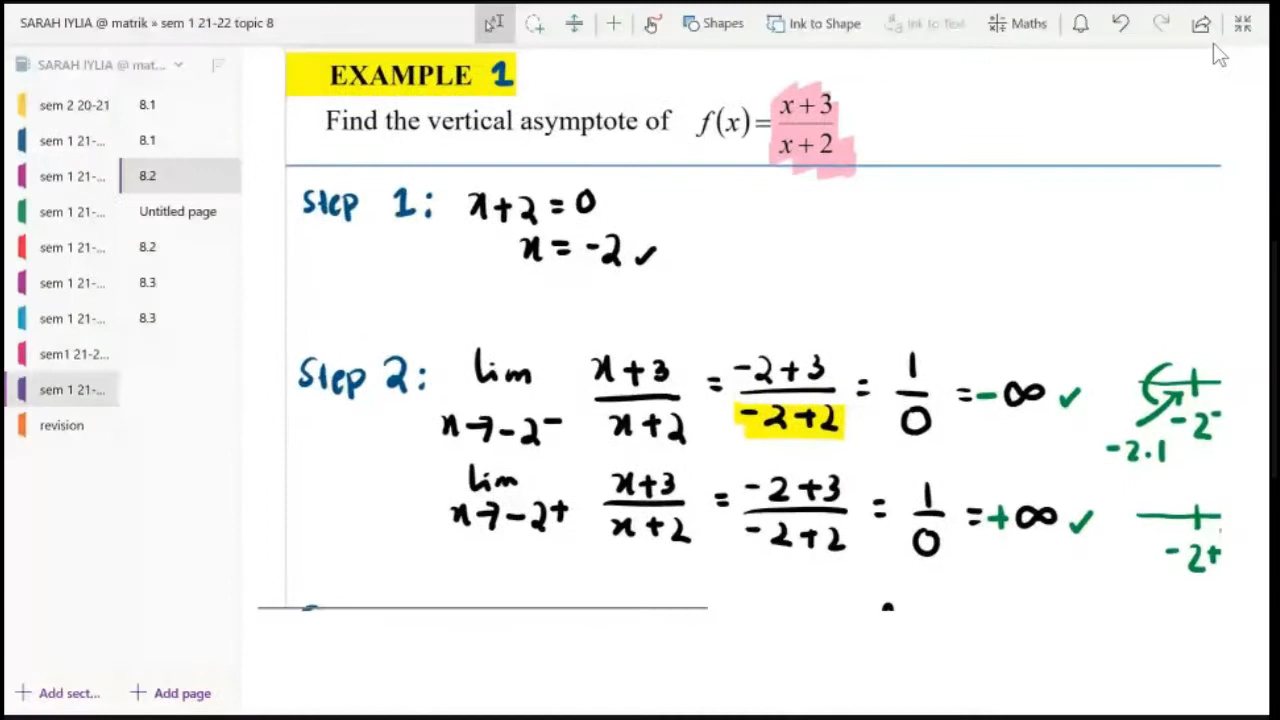 SARAH IYLIA @ matrik » sem 1 21-22 topic 8
Shapes
Ink to Shape
Ink to Text
Maths
SARAH IYLIA @ mat...
sem 2 20-21
sem 1 21-...
sem 1 21-...
sem 1 21-...
sem 1 21-...
sem 1 21-...
sem 1 21-...
sem1 21-2...
sem 1 21-...
revision
8.1
8.1
8.2
Untitled page
8.2
8.3
8.3
+ Add sect...
+ Add page
EXAMPLE 1
Find the vertical asymptote of f(x)= x+3 / x+2
Step 1: x+2=0
x = -2 ✓
Step 2: lim x→-2⁻ x+3 / x+2 = -2+3 / -2+2 = 1/0 = -∞ ✓
-2⁻
-2.1
lim x→-2+ x+3 / x+2 = -2+3 / -2+2 = 1/0 = +∞ ✓
-2+